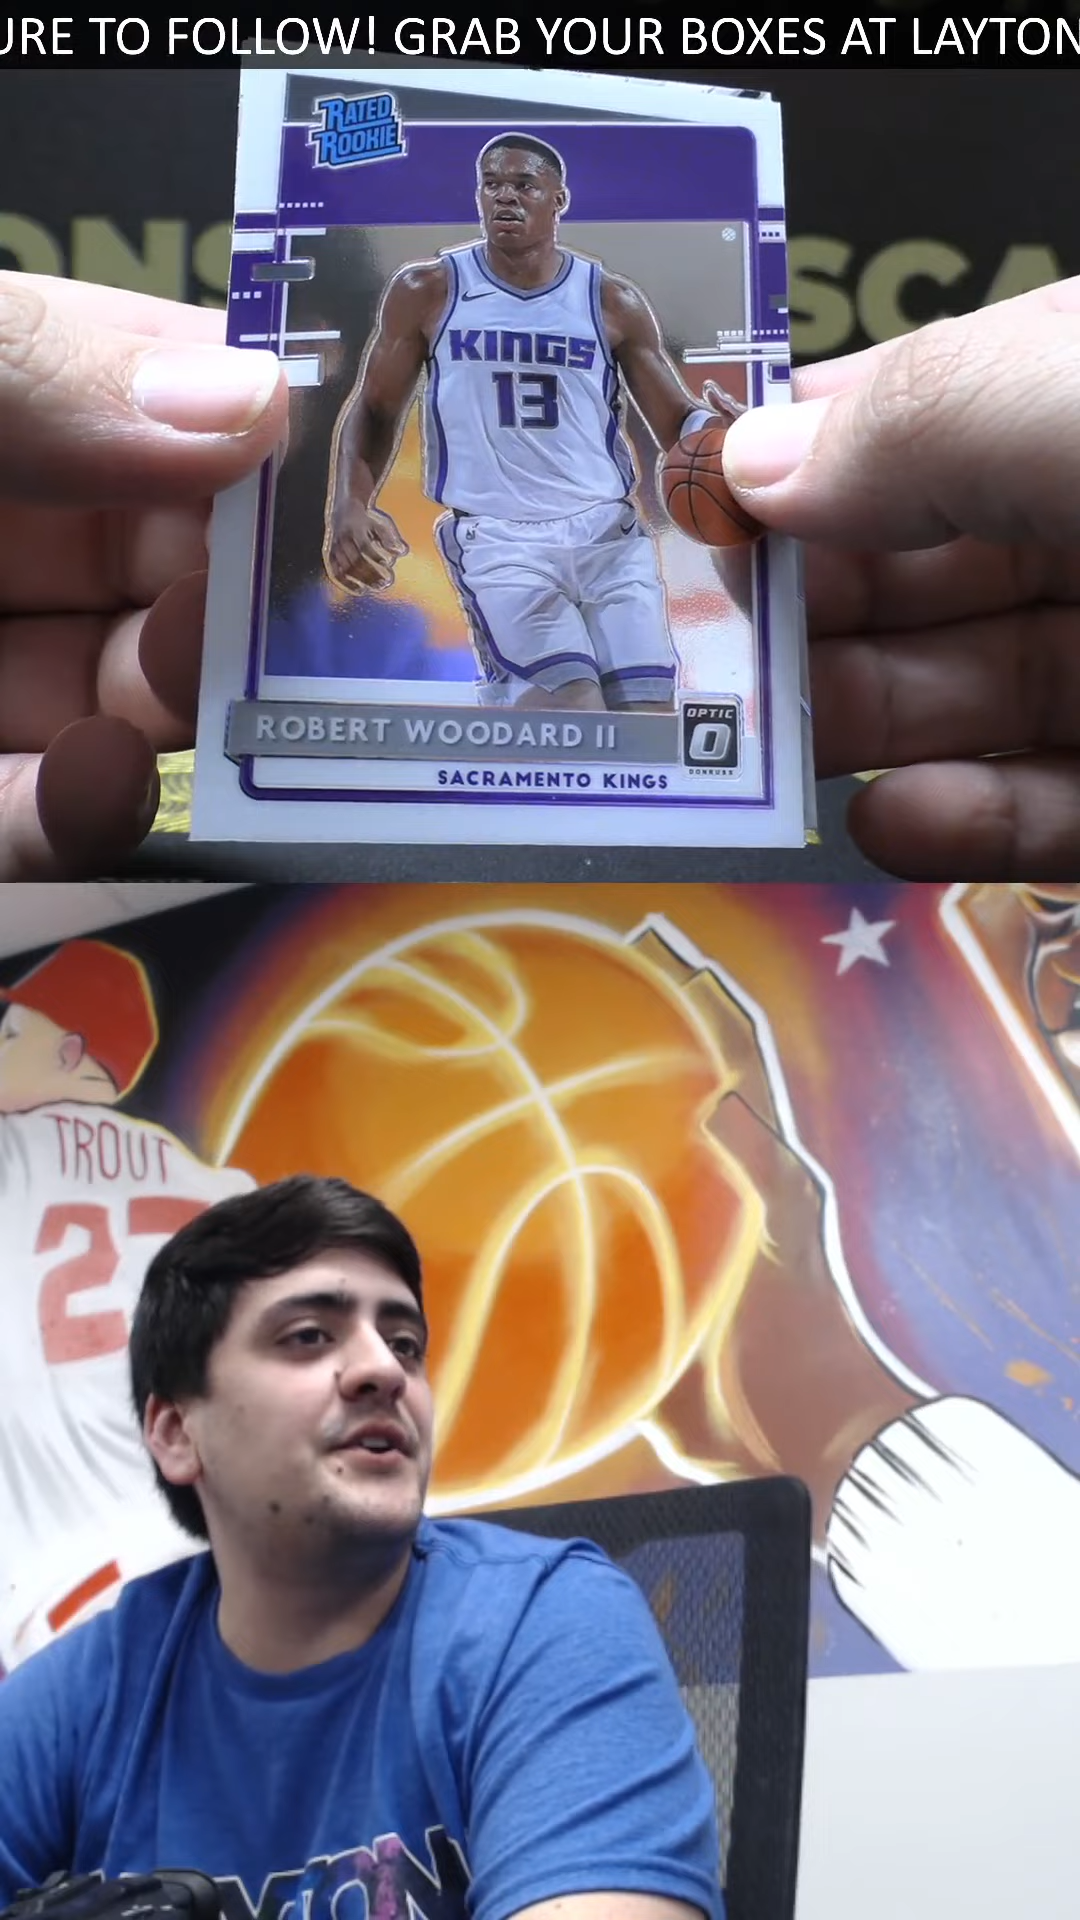 URE TO FOLLOW! GRAB YOUR BOXES AT LAYTON
RATED
ROOKIE
KINGS
13
ROBERT WOODARD II
OPTIC
O
DONRUSS
SACRAMENTO KINGS
TROUT